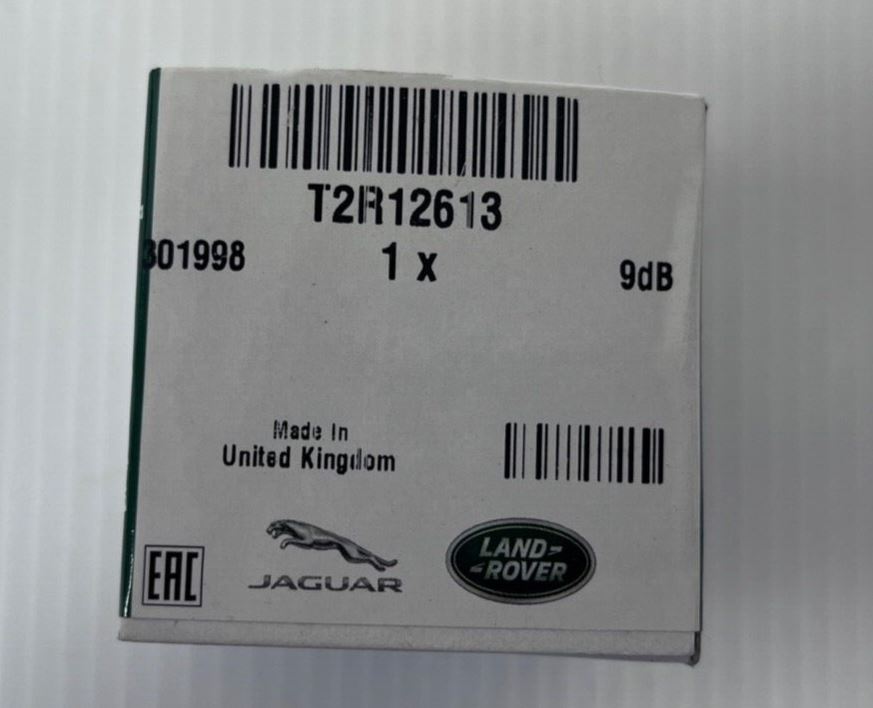 T2R12613
301998 1 x 9dB
Made In
United Kingdom
EAC
JAGUAR
LAND-
-ROVER